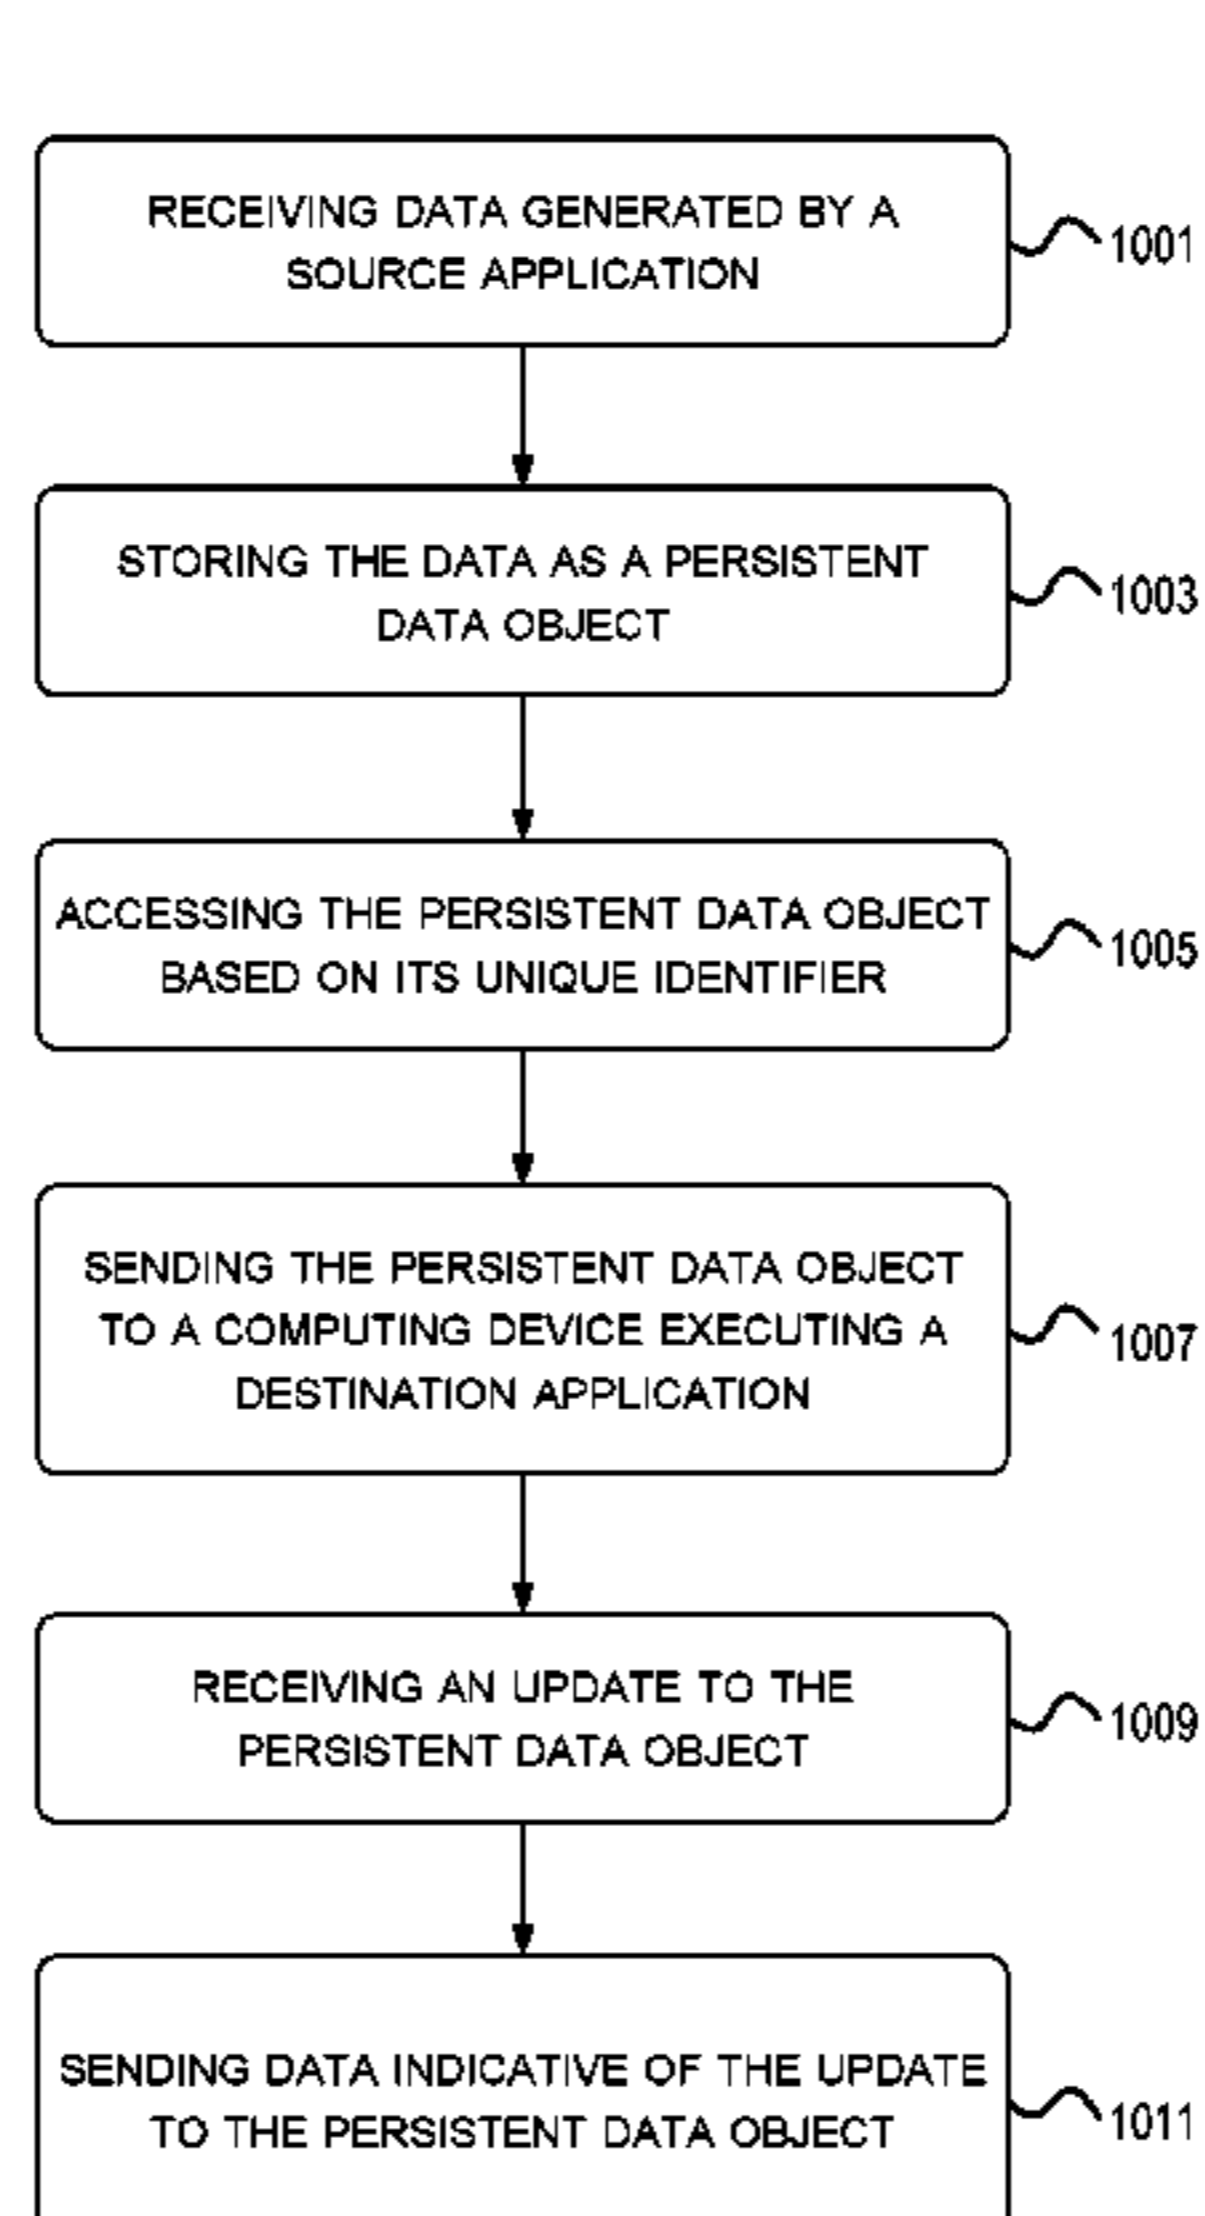 RECEIVING DATA GENERATED BY A
SOURCE APPLICATION
1001
STORING THE DATA AS A PERSISTENT
DATA OBJECT
1003
ACCESSING THE PERSISTENT DATA OBJECT
BASED ON ITS UNIQUE IDENTIFIER
1005
SENDING THE PERSISTENT DATA OBJECT
TO A COMPUTING DEVICE EXECUTING A
DESTINATION APPLICATION
1007
RECEIVING AN UPDATE TO THE
PERSISTENT DATA OBJECT
1009
SENDING DATA INDICATIVE OF THE UPDATE
TO THE PERSISTENT DATA OBJECT
1011